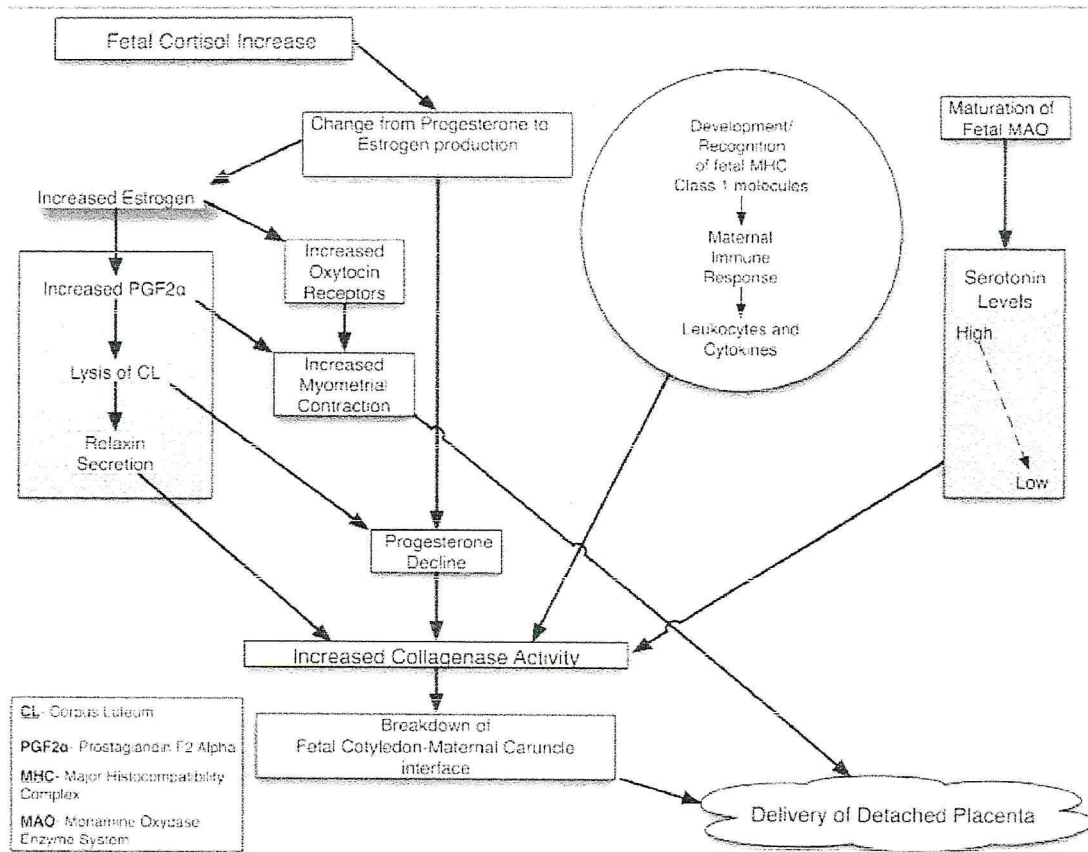 Fetal Cortisol Increase
Change from Progesterone to
Estrogen production
Development/
Recognition
of fetal MHC
Class 1 molecules
Maternal
Immune
Response
Leukocytes and
Cytokines
Maturation of
Fetal MAO
Increased Estrogen
Increased
Oxytocin
Receptors
Increased PGF2α
Lysis of CL
Relaxin
Secretion
Increased
Myometrial
Contraction
Serotonin
Levels
High
Low
Progesterone
Decline
Increased Collagenase Activity
Breakdown of
Fetal Cotyledon-Maternal Caruncle
interface
Delivery of Detached Placenta
CL- Corpus Luteum
PGF2α- Prostaglandin F2 Alpha
MHC- Major Histocompatibility
Complex
MAO- Monamine Oxydase
Enzyme System